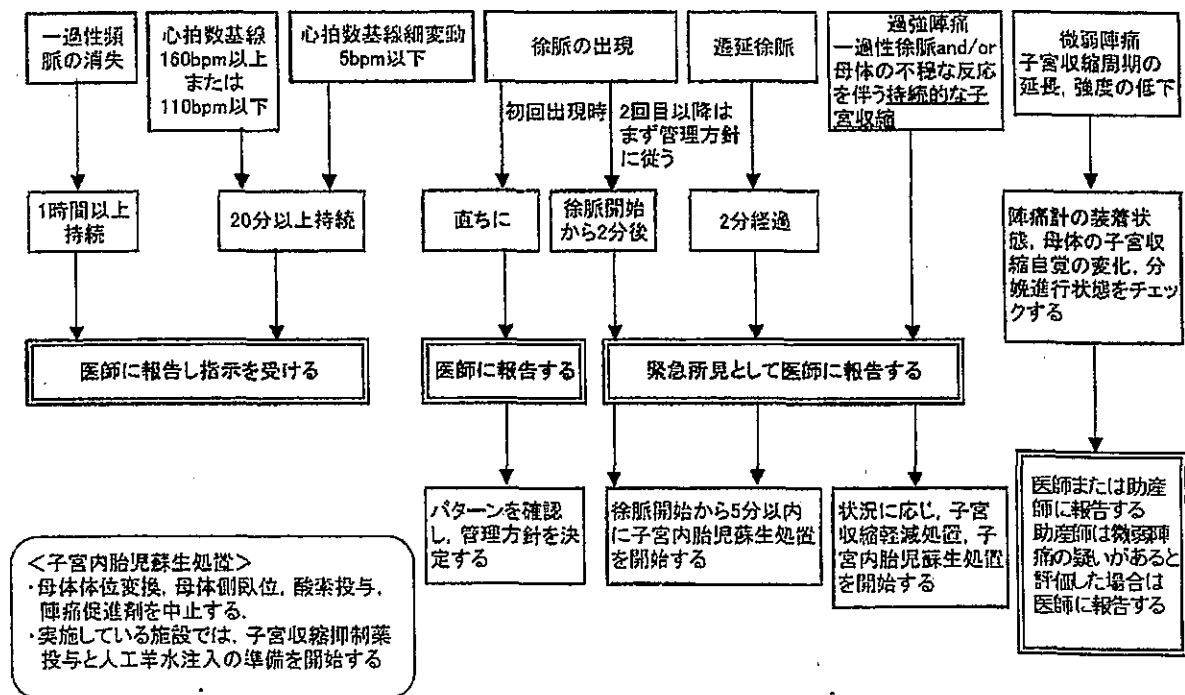 一過性頻
脈の消失
心拍数基線
160bpm以上
または
110bpm以下
心拍数基線細変動
5bpm以下
徐脈の出現
遅延徐脈
過強陣痛
一過性徐脈and/or
母体の不穏な反応
を伴う持続的な子
宮収縮
微弱陣痛
子宮収縮周期の
延長,強度の低下
初回出現時
2回目以降は
まず管理方針
に従う
1時間以上
持続
20分以上持続
直ちに
徐脈開始
から2分後
2分経過
陣痛計の装着状
態,母体の子宮収
縮自覚の変化,分
娩進行状態をチェッ
クする
医師に報告し指示を受ける
医師に報告する
緊急所見として医師に報告する
パターンを確認
し,管理方針を決
定する
徐脈開始から5分以内
に子宮内胎児蘇生処置
を開始する
状況に応じ,子宮
収縮軽減処置,子
宮内胎児蘇生処置
を開始する
医師または助産
師に報告する
助産師は微弱陣
痛の疑いがあると
評価した場合は
医師に報告する
<子宮内胎児蘇生処置>
・母体体位変換,母体側臥位,酸素投与,
陣痛促進剤を中止する.
・実施している施設では,子宮収縮抑制薬
投与と人工羊水注入の準備を開始する